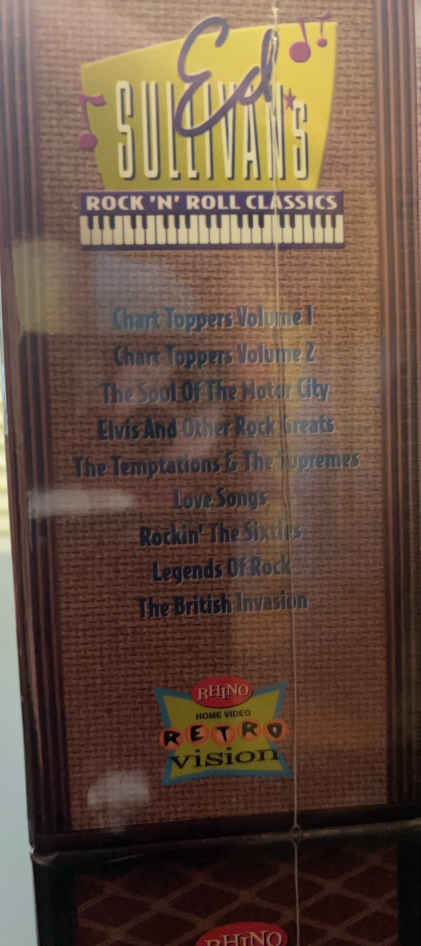 Ed
SULLIVAN'S
ROCK 'N' ROLL CLASSICS
Chart Toppers Volume 1
Chart Toppers Volume 2
The Soul Of The Motor City
Elvis And Other Rock Greats
The Temptations & The Supremes
Love Songs
Rockin' The Sixties
Legends Of Rock
The British Invasion
RHINO
HOME VIDEO
RETRO
vision
RHINO